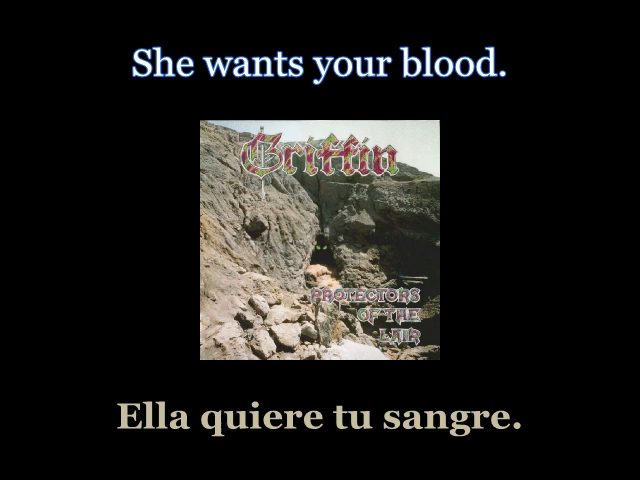 She wants your blood.
Griffin
PROTECTORS
OF THE
LAIR
Ella quiere tu sangre.